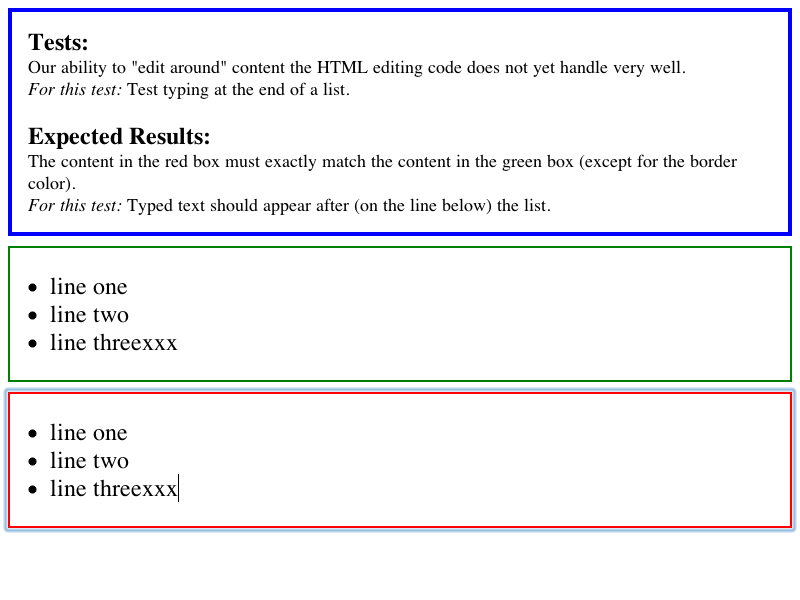 Tests:
Our ability to "edit around" content the HTML editing code does not yet handle very well.
For this test: Test typing at the end of a list.
Expected Results:
The content in the red box must exactly match the content in the green box (except for the border
color).
For this test: Typed text should appear after (on the line below) the list.
• line one
• line two
• line threexxx
• line one
• line two
• line threexxx